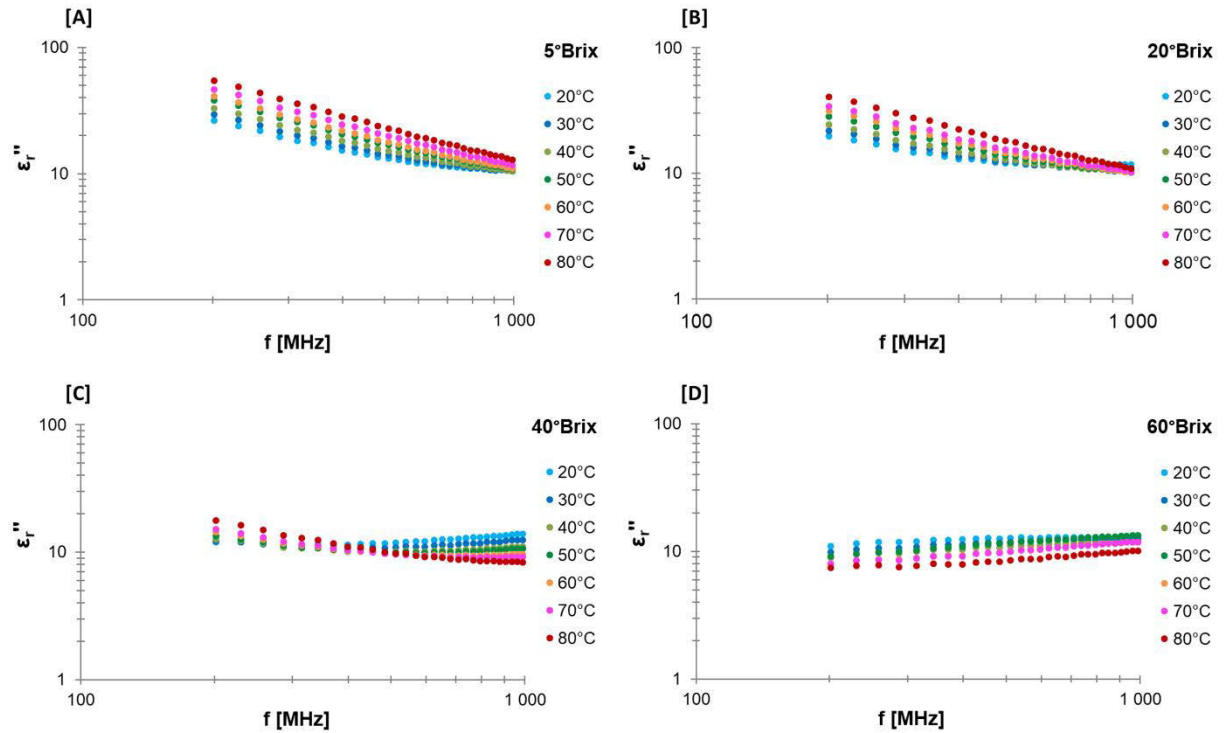 [A]
5°Brix
100
10
1
εr"
20°C
30°C
40°C
50°C
60°C
70°C
80°C
100
1 000
f [MHz]
[B]
20°Brix
100
10
1
εr"
20°C
30°C
40°C
50°C
60°C
70°C
80°C
100
1 000
f [MHz]
[C]
40°Brix
100
10
1
εr"
20°C
30°C
40°C
50°C
60°C
70°C
80°C
100
1 000
f [MHz]
[D]
60°Brix
100
10
1
εr"
20°C
30°C
40°C
50°C
60°C
70°C
80°C
100
1 000
f [MHz]